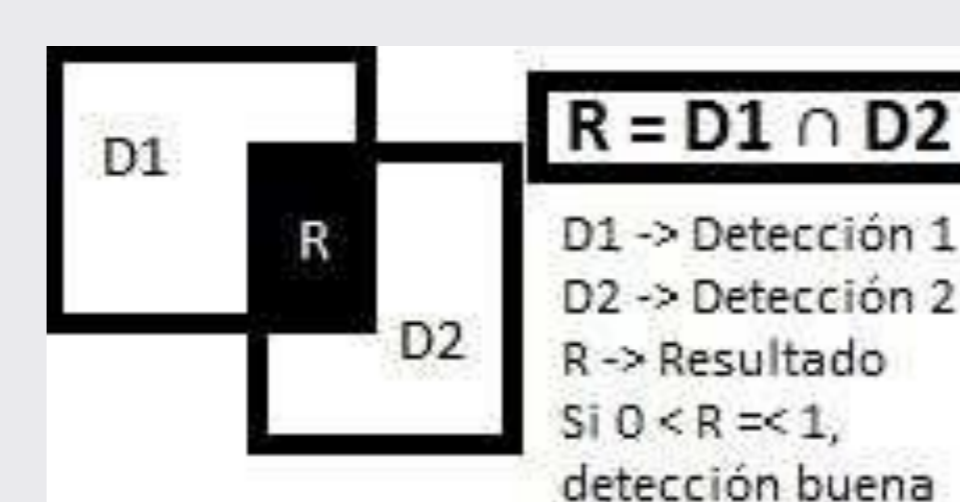 D1
R
D2
R = D1 ∩ D2
D1 -> Detección 1
D2 -> Detección 2
R -> Resultado
Si 0 < R =< 1,
detección buena